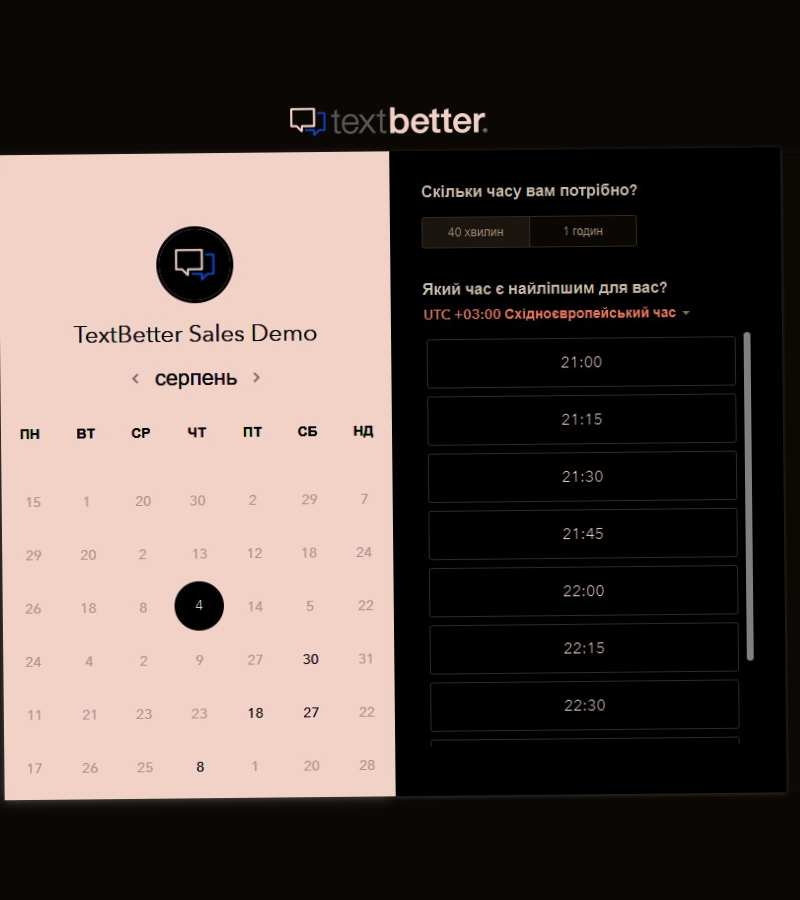 textbetter.
TextBetter Sales Demo
серпень
ПН ВТ СР ЧТ ПТ СБ НД
15 1 20 30 2 29 7
29 20 2 13 12 18 24
26 18 8 4 14 5 22
24 4 2 9 27 30 31
11 21 23 23 18 27 22
17 26 25 8 1 20 28
Скільки часу вам потрібно?
40 хвилин 1 годин
Який час є найліпшим для вас?
UTC +03:00 Східноєвропейський час
21:00
21:15
21:30
21:45
22:00
22:15
22:30